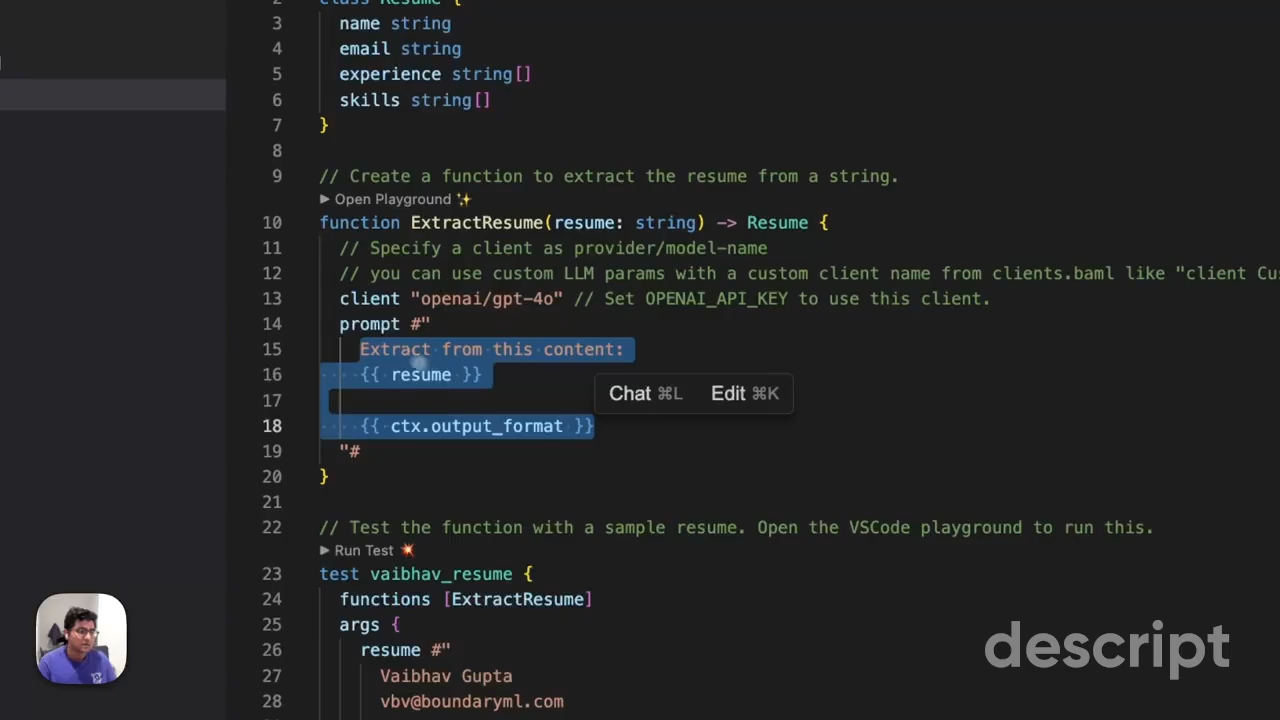 2 class Resume {
3 name string
4 email string
5 experience string[]
6 skills string[]
7 }
8
9 // Create a function to extract the resume from a string.
▶ Open Playground ✨
10 function ExtractResume(resume: string) -> Resume {
11 // Specify a client as provider/model-name
12 // you can use custom LLM params with a custom client name from clients.baml like "client Cus
13 client "openai/gpt-4o" // Set OPENAI_API_KEY to use this client.
14 prompt #"
15 Extract from this content:
16 {{ resume }}
Chat ⌘L Edit ⌘K
17
18 {{ ctx.output_format }}
19 "#
20 }
21
22 // Test the function with a sample resume. Open the VSCode playground to run this.
▶ Run Test 💥
23 test vaibhav_resume {
24 functions [ExtractResume]
25 args {
26 resume #"
27 Vaibhav Gupta
28 vbv@boundaryml.com
descript